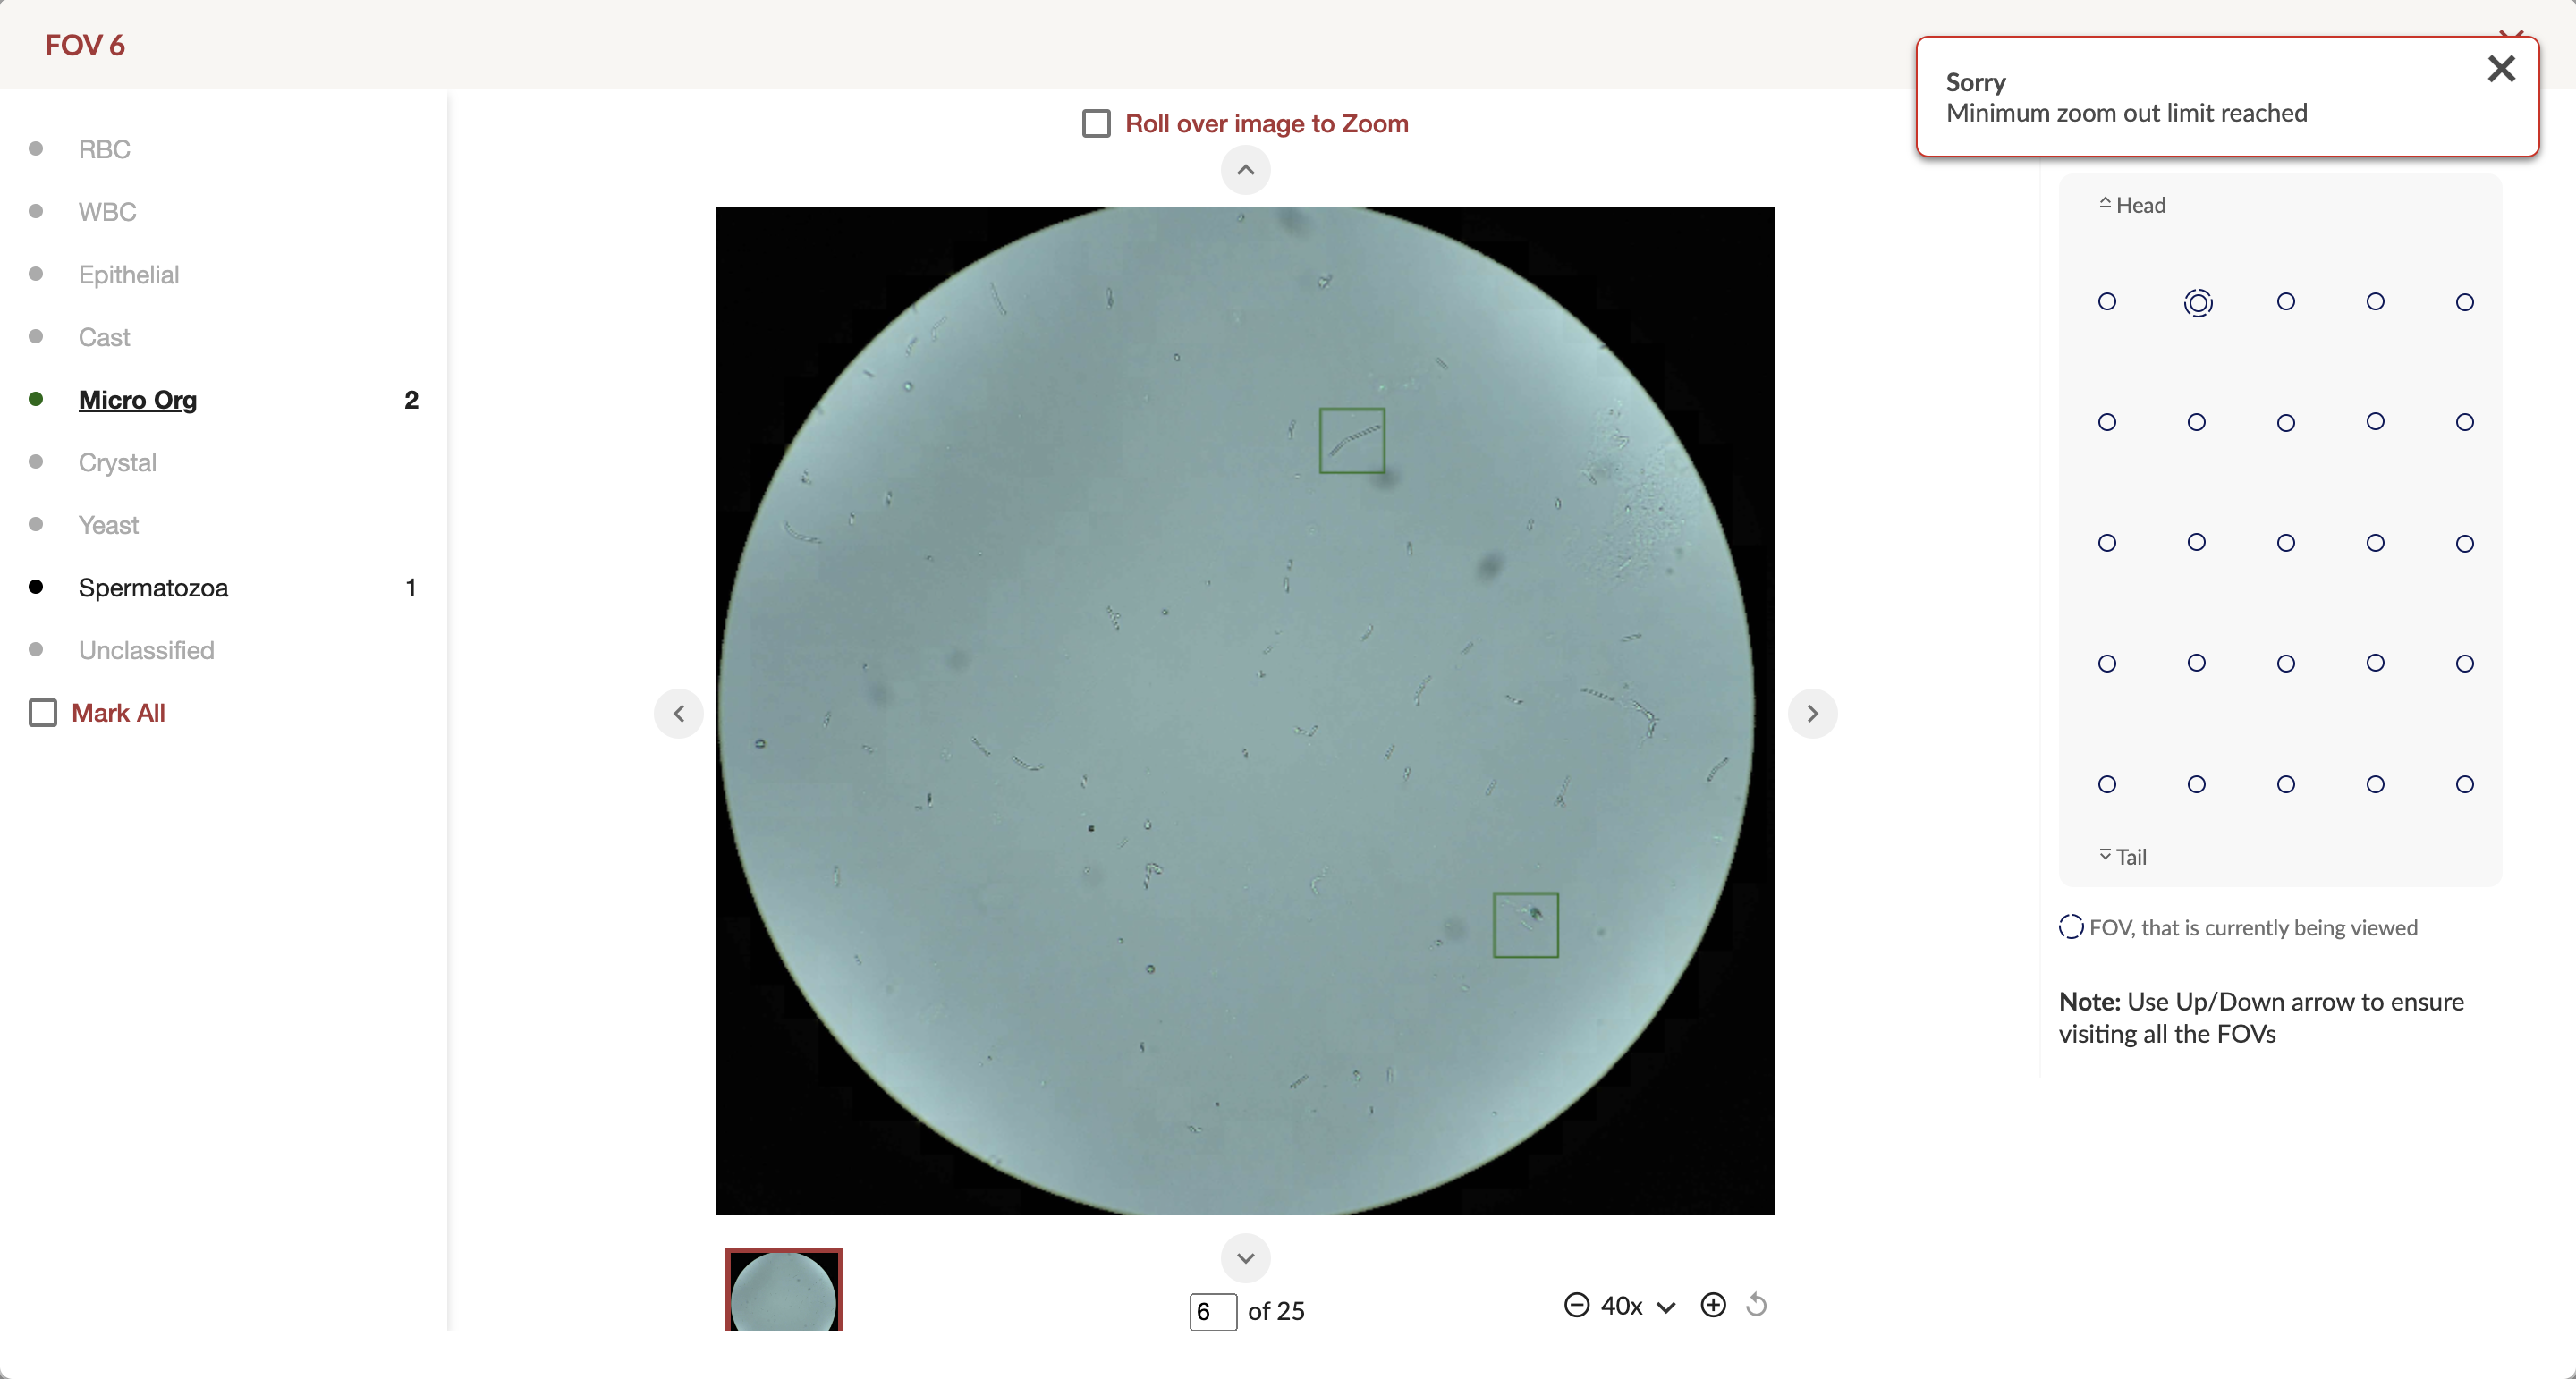 FOV 6
Sorry
Minimum zoom out limit reached
Roll over image to Zoom
RBC
WBC
Epithelial
Cast
Micro Org 2
Crystal
Yeast
Spermatozoa 1
Unclassified
Mark All
Head
Tail
FOV, that is currently being viewed
Note: Use Up/Down arrow to ensure
visiting all the FOVs
6 of 25
40x